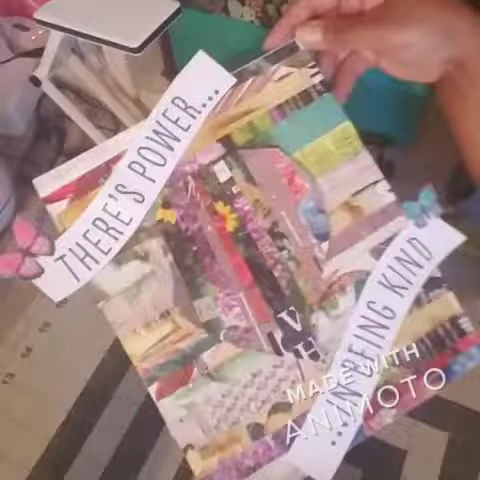 THERE'S POWER...
...IN BEING KIND
V
H
MADE WITH
ANIMOTO